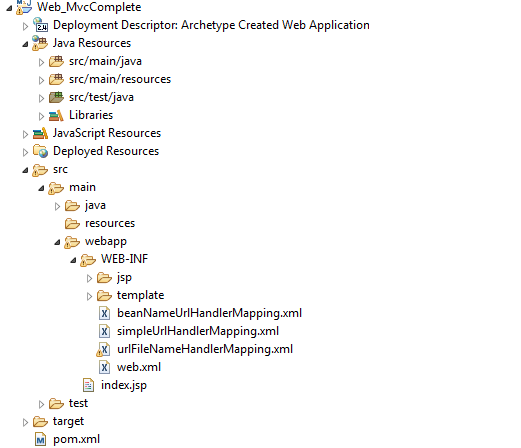 Web_MvcComplete
Deployment Descriptor: Archetype Created Web Application
Java Resources
src/main/java
src/main/resources
src/test/java
Libraries
JavaScript Resources
Deployed Resources
src
main
java
resources
webapp
WEB-INF
jsp
template
beanNameUrlHandlerMapping.xml
simpleUrlHandlerMapping.xml
urlFileNameHandlerMapping.xml
web.xml
index.jsp
test
target
pom.xml